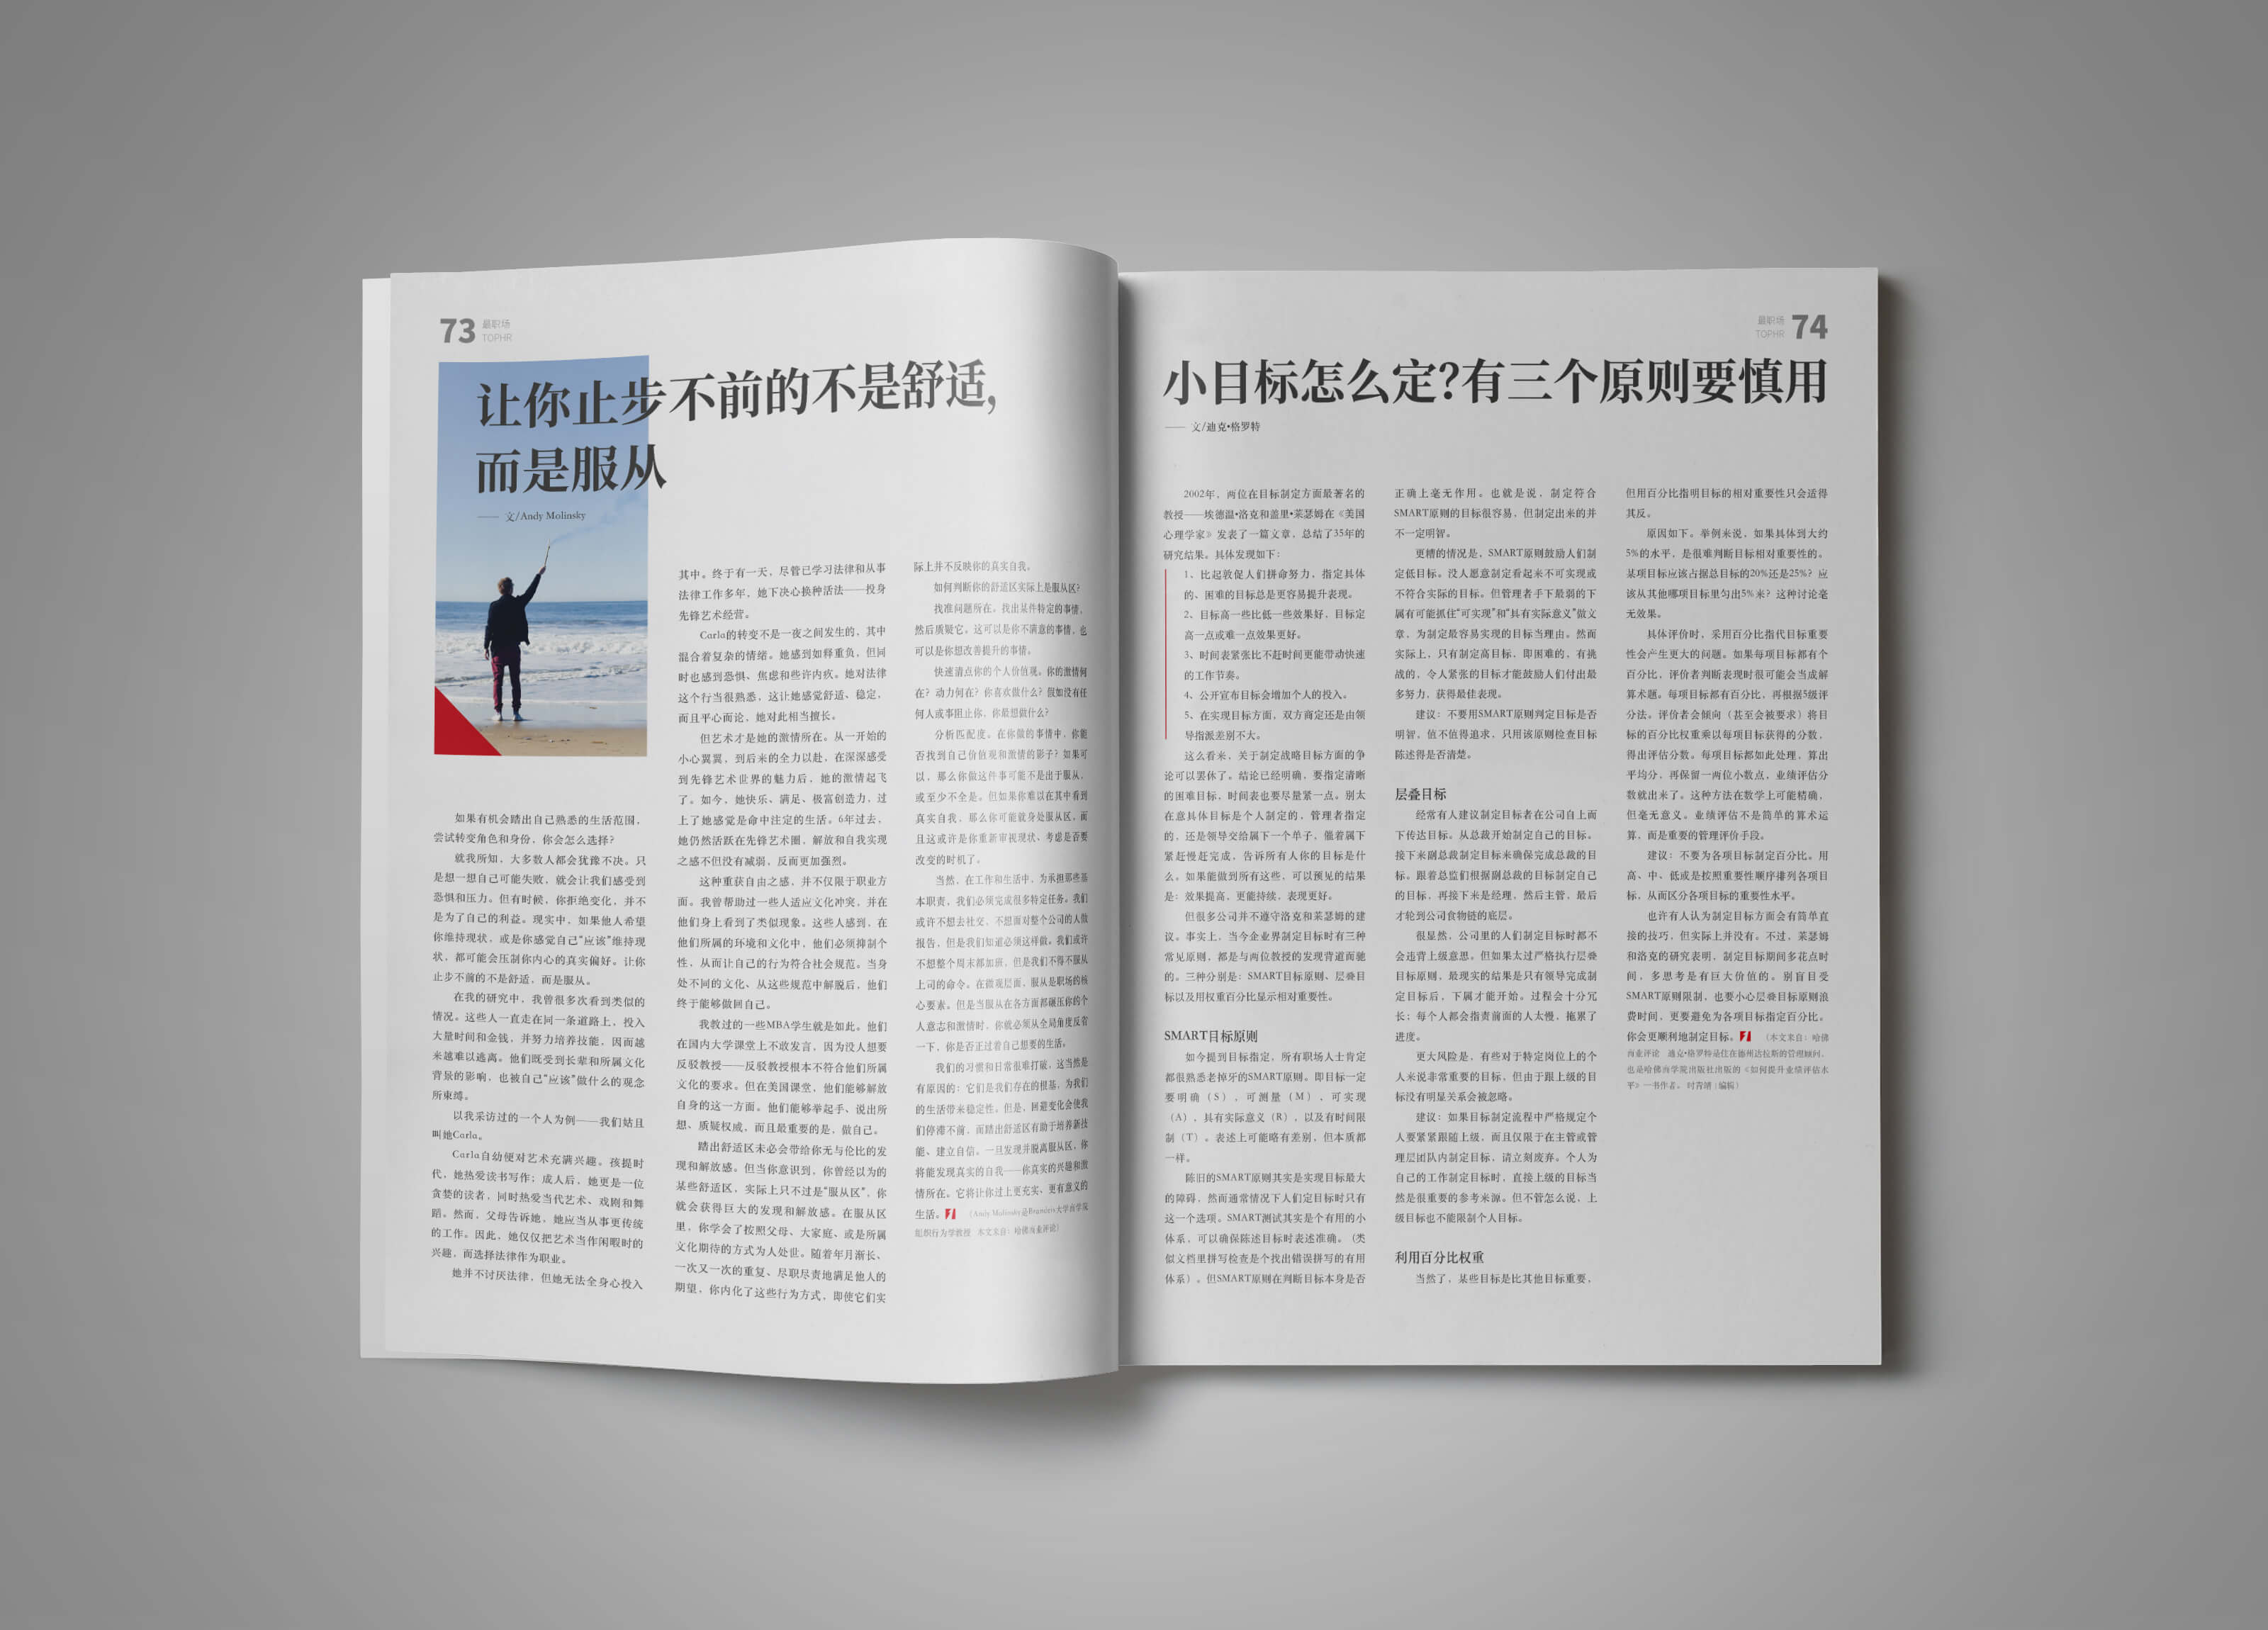 73 最职场
TOPHR
让你止步不前的不是舒适,
而是服从
—— 文/Andy Molinsky
如果有机会踏出自己熟悉的生活范围，
尝试转变角色和身份，你会怎么选择？
就我所知，大多数人都会犹豫不决。只
是想一想自己可能失败，就会让我们感受到
恐惧和压力。但有时候，你拒绝变化，并不
是为了自己的利益。现实中，如果他人希望
你维持现状，或是你感觉自己“应该”维持现
状，都可能会压制你内心的真实偏好。让你
止步不前的不是舒适，而是服从。
在我的研究中，我曾很多次看到类似的
情况。这些人一直走在同一条道路上，投入
大量时间和金钱，并努力培养技能，因而越
来越难以逃离。他们既受到长辈和所属文化
背景的影响，也被自己“应该”做什么的观念
所束缚。
以我采访过的一个人为例——我们姑且
叫她Carla。
Carla自幼便对艺术充满兴趣。孩提时
代，她热爱读书写作；成人后，她更是一位
贪婪的读者，同时热爱当代艺术、戏剧和舞
蹈。然而，父母告诉她，她应当从事更传统
的工作。因此，她仅仅把艺术当作闲暇时的
兴趣，而选择法律作为职业。
她并不讨厌法律，但她无法全身心投入
其中。终于有一天，尽管已学习法律和从事
法律工作多年，她下决心换种活法——投身
先锋艺术经营。
Carla的转变不是一夜之间发生的，其中
混合着复杂的情绪。她感到如释重负，但同
时也感到恐惧、焦虑和些许内疚。她对法律
这个行当很熟悉，这让她感觉舒适、稳定，
而且平心而论，她对此相当擅长。
但艺术才是她的激情所在。从一开始的
小心翼翼，到后来的全力以赴，在深深感受
到先锋艺术世界的魅力后，她的激情起飞
了。如今，她快乐、满足、极富创造力，过
上了她感觉是命中注定的生活。6年过去，
她仍然活跃在先锋艺术圈，解放和自我实现
之感不但没有减弱，反而更加强烈。
这种重获自由之感，并不仅限于职业方
面。我曾帮助过一些人适应文化冲突，并在
他们身上看到了类似现象。这些人感到，在
他们所属的环境和文化中，他们必须抑制个
性，从而让自己的行为符合社会规范。当身
处不同的文化、从这些规范中解脱后，他们
终于能够做回自己。
我教过的一些MBA学生就是如此。他们
在国内大学课堂上不敢发言，因为没人想要
反驳教授——反驳教授根本不符合他们所属
文化的要求。但在美国课堂，他们能够解放
自身的这一方面。他们能够举起手、说出所
想、质疑权威，而且最重要的是，做自己。
踏出舒适区未必会带给你无与伦比的发
现和解放感。但当你意识到，你曾经以为的
某些舒适区，实际上只不过是“服从区”，你
就会获得巨大的发现和解放感。在服从区
里，你学会了按照父母、大家庭、或是所属
文化期待的方式为人处世。随着年月渐长、
一次又一次的重复、尽职尽责地满足他人的
期望，你内化了这些行为方式，即使它们实
际上并不反映你的真实自我。
如何判断你的舒适区实际上是服从区？
找准问题所在。找出某件特定的事情，
然后质疑它。这可以是你不满意的事情，也
可以是你想改善提升的事情。
快速清点你的个人价值观。你的激情何
在？动力何在？你喜欢做什么？假如没有任
何人或事阻止你，你最想做什么？
分析匹配度。在你做的事情中，你能
否找到自己价值观和激情的影子？如果可
以，那么你做这件事可能不是出于服从，
或至少不全是。但如果你难以在其中看到
真实自我，那么你可能就身处服从区，而
且这或许是你重新审视现状、考虑是否要
改变的时机了。
当然，在工作和生活中，为承担那些基
本职责，我们必须完成很多特定任务。我们
或许不想去社交，不想面对整个公司的人做
报告，但是我们知道必须这样做。我们或许
不想整个周末都加班，但是我们不得不服从
上司的命令。在微观层面，服从是职场的核
心要素。但是当服从在各方面都碾压你的个
人意志和激情时，你就必须从全局角度反省
一下，你是否正过着自己想要的生活。
我们的习惯和日常很难打破，这当然是
有原因的：它们是我们存在的根基，为我们
的生活带来稳定性。但是，回避变化会使我
们停滞不前，而踏出舒适区有助于培养新技
能、建立自信。一旦发现并脱离服从区，你
将能发现真实的自我——你真实的兴趣和激
情所在。它将让你过上更充实、更有意义的
生活。 （Andy Molinsky是Brandeis大学商学院
组织行为学教授 本文来自：哈佛商业评论）
最职场 74
TOPHR
小目标怎么定?有三个原则要慎用
—— 文/迪克•格罗特
2002年，两位在目标制定方面最著名的
教授——埃德温•洛克和盖里•莱瑟姆在《美国
心理学家》发表了一篇文章，总结了35年的
研究结果。具体发现如下：
1、比起敦促人们拼命努力，指定具体
的、困难的目标总是更容易提升表现。
2、目标高一些比低一些效果好，目标定
高一点或难一点效果更好。
3、时间表紧张比不赶时间更能带动快速
的工作节奏。
4、公开宣布目标会增加个人的投入。
5、在实现目标方面，双方商定还是由领
导指派差别不大。
这么看来，关于制定战略目标方面的争
论可以罢休了。结论已经明确，要指定清晰
的困难目标，时间表也要尽量紧一点。别太
在意具体目标是个人制定的，管理者指定
的，还是领导交给属下一个单子，催着属下
紧赶慢赶完成，告诉所有人你的目标是什
么。如果能做到所有这些，可以预见的结果
是：效果提高，更能持续，表现更好。
但很多公司并不遵守洛克和莱瑟姆的建
议。事实上，当今企业界制定目标时有三种
常见原则，都是与两位教授的发现背道而驰
的。三种分别是：SMART目标原则、层叠目
标以及用权重百分比显示相对重要性。
SMART目标原则
如今提到目标指定，所有职场人士肯定
都很熟悉老掉牙的SMART原则。即目标一定
要明确（S），可测量（M），可实现
（A），具有实际意义（R），以及有时间限
制（T）。表述上可能略有差别，但本质都
一样。
陈旧的SMART原则其实是实现目标最大
的障碍，然而通常情况下人们定目标时只有
这一个选项。SMART测试其实是个有用的小
体系，可以确保陈述目标时表述准确。（类
似文档里拼写检查是个找出错误拼写的有用
体系）。但SMART原则在判断目标本身是否
正确上毫无作用。也就是说，制定符合
SMART原则的目标很容易，但制定出来的并
不一定明智。
更糟的情况是，SMART原则鼓励人们制
定低目标。没人愿意制定看起来不可实现或
不符合实际的目标。但管理者手下最弱的下
属有可能抓住“可实现”和“具有实际意义”做文
章，为制定最容易实现的目标当理由。然而
实际上，只有制定高目标，即困难的，有挑
战的，令人紧张的目标才能鼓励人们付出最
多努力，获得最佳表现。
建议：不要用SMART原则判定目标是否
明智，值不值得追求，只用该原则检查目标
陈述得是否清楚。
层叠目标
经常有人建议制定目标者在公司自上而
下传达目标。从总裁开始制定自己的目标，
接下来副总裁制定目标来确保完成总裁的目
标。跟着总监们根据副总裁的目标制定自己
的目标，再接下来是经理，然后主管，最后
才轮到公司食物链的底层。
很显然，公司里的人们制定目标时都不
会违背上级意思。但如果太过严格执行层叠
目标原则，最现实的结果是只有领导完成制
定目标后，下属才能开始。过程会十分冗
长；每个人都会指责前面的人太慢，拖累了
进度。
更大风险是，有些对于特定岗位上的个
人来说非常重要的目标，但由于跟上级的目
标没有明显关系会被忽略。
建议：如果目标制定流程中严格规定个
人要紧紧跟随上级，而且仅限于在主管或管
理层团队内制定目标，请立刻废弃。个人为
自己的工作制定目标时，直接上级的目标当
然是很重要的参考来源。但不管怎么说，上
级目标也不能限制个人目标。
利用百分比权重
当然了，某些目标是比其他目标重要，
但用百分比指明目标的相对重要性只会适得
其反。
原因如下。举例来说，如果具体到大约
5%的水平，是很难判断目标相对重要性的。
某项目标应该占据总目标的20%还是25%？应
该从其他哪项目标里匀出5%来？这种讨论毫
无效果。
具体评价时，采用百分比指代目标重要
性会产生更大的问题。如果每项目标都有个
百分比，评价者判断表现时很可能会当成解
算术题。每项目标都有百分比，再根据5级评
分法，评价者会倾向（甚至会被要求）将目
标的百分比权重乘以每项目标获得的分数，
得出评估分数。每项目标都如此处理，算出
平均分，再保留一两位小数点，业绩评估分
数就出来了。这种方法在数学上可能精确，
但毫无意义。业绩评估不是简单的算术运
算，而是重要的管理评价手段。
建议：不要为各项目标制定百分比。用
高、中、低或是按照重要性顺序排列各项目
标，从而区分各项目标的重要性水平。
也许有人认为制定目标方面会有简单直
接的技巧，但实际上并没有。不过，莱瑟姆
和洛克的研究表明，制定目标期间多花点时
间，多思考是有巨大价值的。别盲目受
SMART原则限制，也要小心层叠目标原则浪
费时间，更要避免为各项目标指定百分比。
你会更顺利地制定目标。 （本文来自：哈佛
商业评论 迪克•格罗特是住在德州达拉斯的管理顾问，
也是哈佛商学院出版社出版的《如何提升业绩评估水
平》一书作者。 时青靖｜编辑）